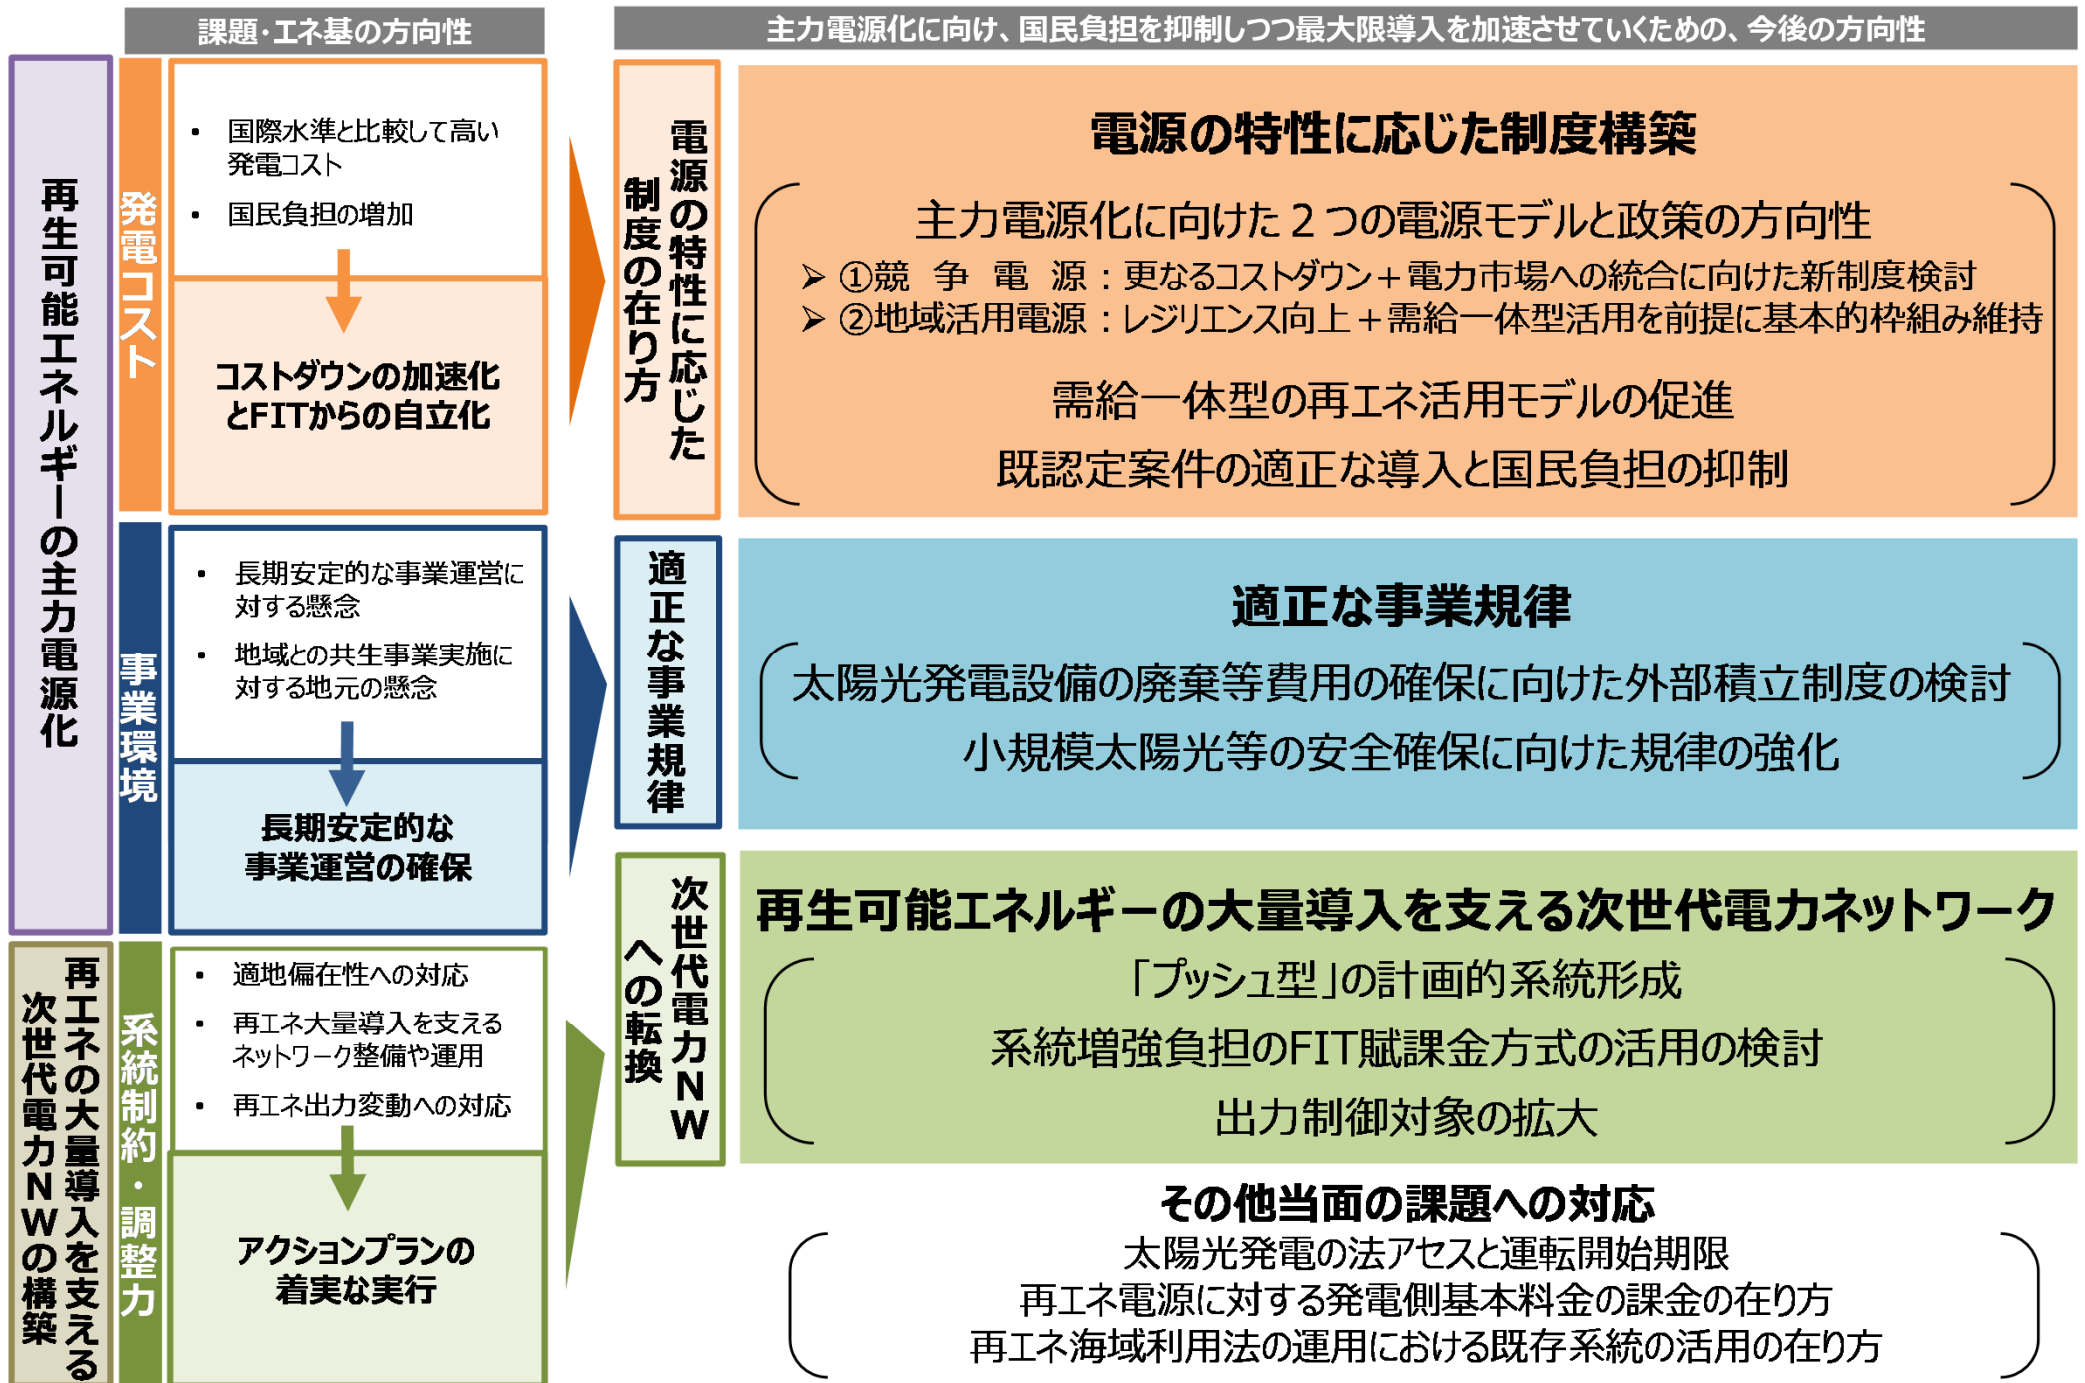 課題・エネ基の方向性
主力電源化に向け、国民負担を抑制しつつ最大限導入を加速させていくための、今後の方向性
再生可能エネルギーの主力電源化
発電コスト
• 国際水準と比較して高い
発電コスト
• 国民負担の増加
コストダウンの加速化
とFITからの自立化
電源の特性に応じた
制度の在り方
電源の特性に応じた制度構築
主力電源化に向けた２つの電源モデルと政策の方向性
➢ ①競 争 電 源：更なるコストダウン＋電力市場への統合に向けた新制度検討
➢ ②地域活用電源：レジリエンス向上＋需給一体型活用を前提に基本的枠組み維持
需給一体型の再エネ活用モデルの促進
既認定案件の適正な導入と国民負担の抑制
事業環境
• 長期安定的な事業運営に
対する懸念
• 地域との共生事業実施に
対する地元の懸念
長期安定的な
事業運営の確保
適正な事業規律
適正な事業規律
太陽光発電設備の廃棄等費用の確保に向けた外部積立制度の検討
小規模太陽光等の安全確保に向けた規律の強化
再エネの大量導入を支える
次世代電力NWの構築
系統制約・調整力
• 適地偏在性への対応
• 再エネ大量導入を支える
ネットワーク整備や運用
• 再エネ出力変動への対応
アクションプランの
着実な実行
次世代電力NW
への転換
再生可能エネルギーの大量導入を支える次世代電力ネットワーク
「プッシュ型」の計画的系統形成
系統増強負担のFIT賦課金方式の活用の検討
出力制御対象の拡大
その他当面の課題への対応
太陽光発電の法アセスと運転開始期限
再エネ電源に対する発電側基本料金の課金の在り方
再エネ海域利用法の運用における既存系統の活用の在り方